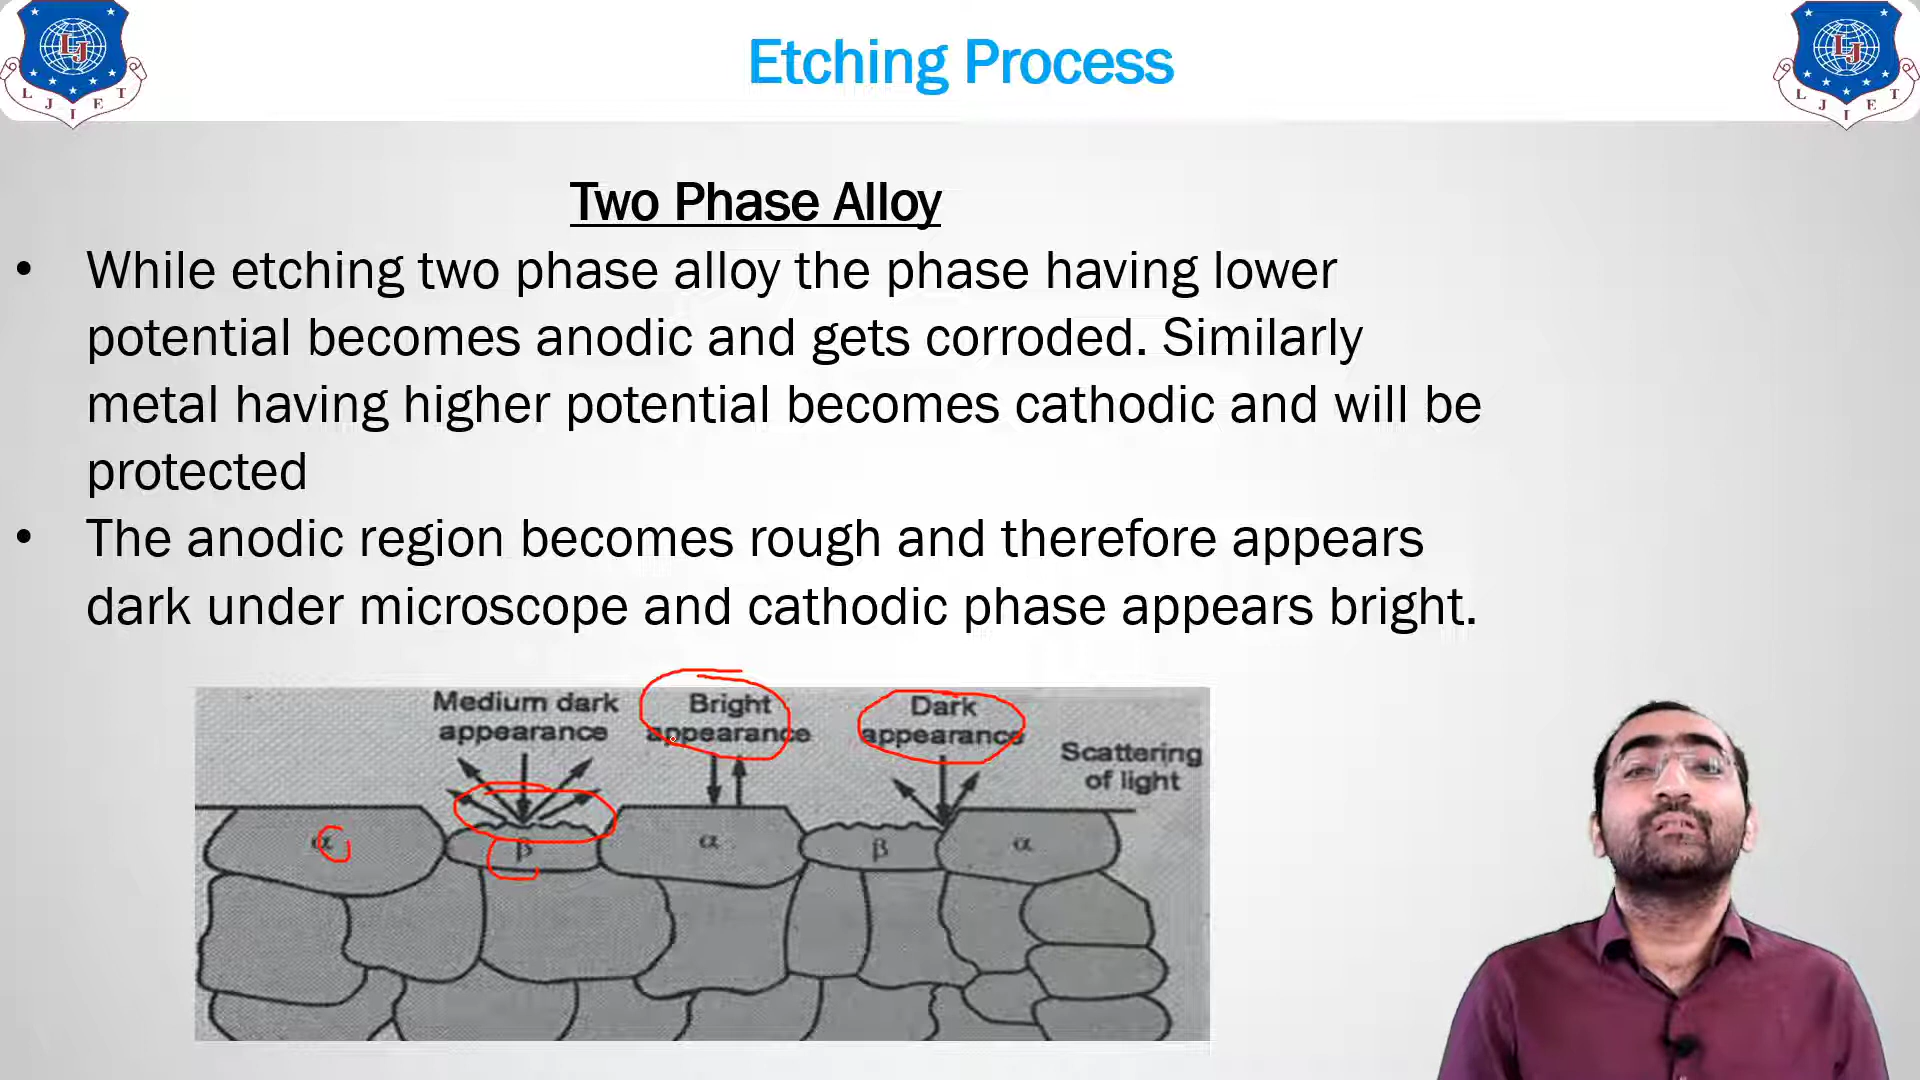 Etching Process
L J I E T
L J I E T
Two Phase Alloy
• While etching two phase alloy the phase having lower
potential becomes anodic and gets corroded. Similarly
metal having higher potential becomes cathodic and will be
protected
• The anodic region becomes rough and therefore appears
dark under microscope and cathodic phase appears bright.
Medium dark
appearance
Bright
appearance
Dark
appearance
Scattering
of light
α β α β α